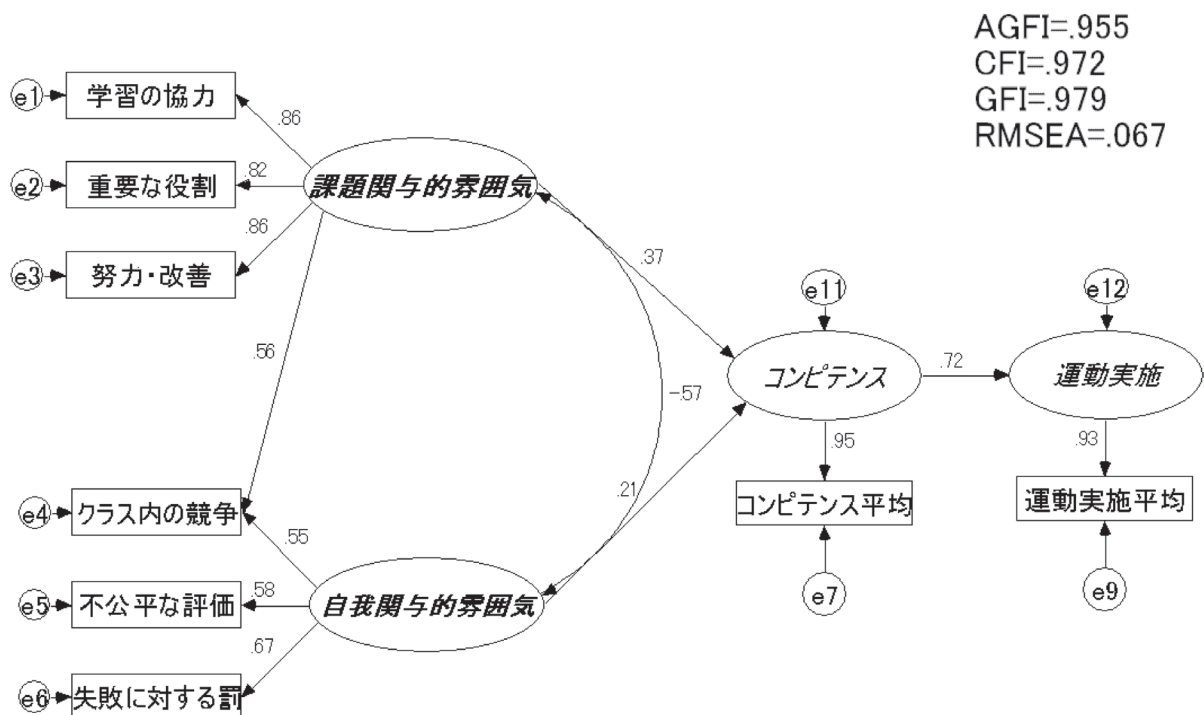 AGFI=.955
CFI=.972
GFI=.979
RMSEA=.067
e1
学習の協力
.86
e2
重要な役割
.82
課題関与的雰囲気
e3
努力・改善
.86
.37
e11
e12
.56
コンピテンス
.72
運動実施
-.57
.95
.93
e4
クラス内の競争
.21
コンピテンス平均
運動実施平均
.55
e5
不公平な評価
.58
自我関与的雰囲気
e7
e9
.67
e6
失敗に対する罰